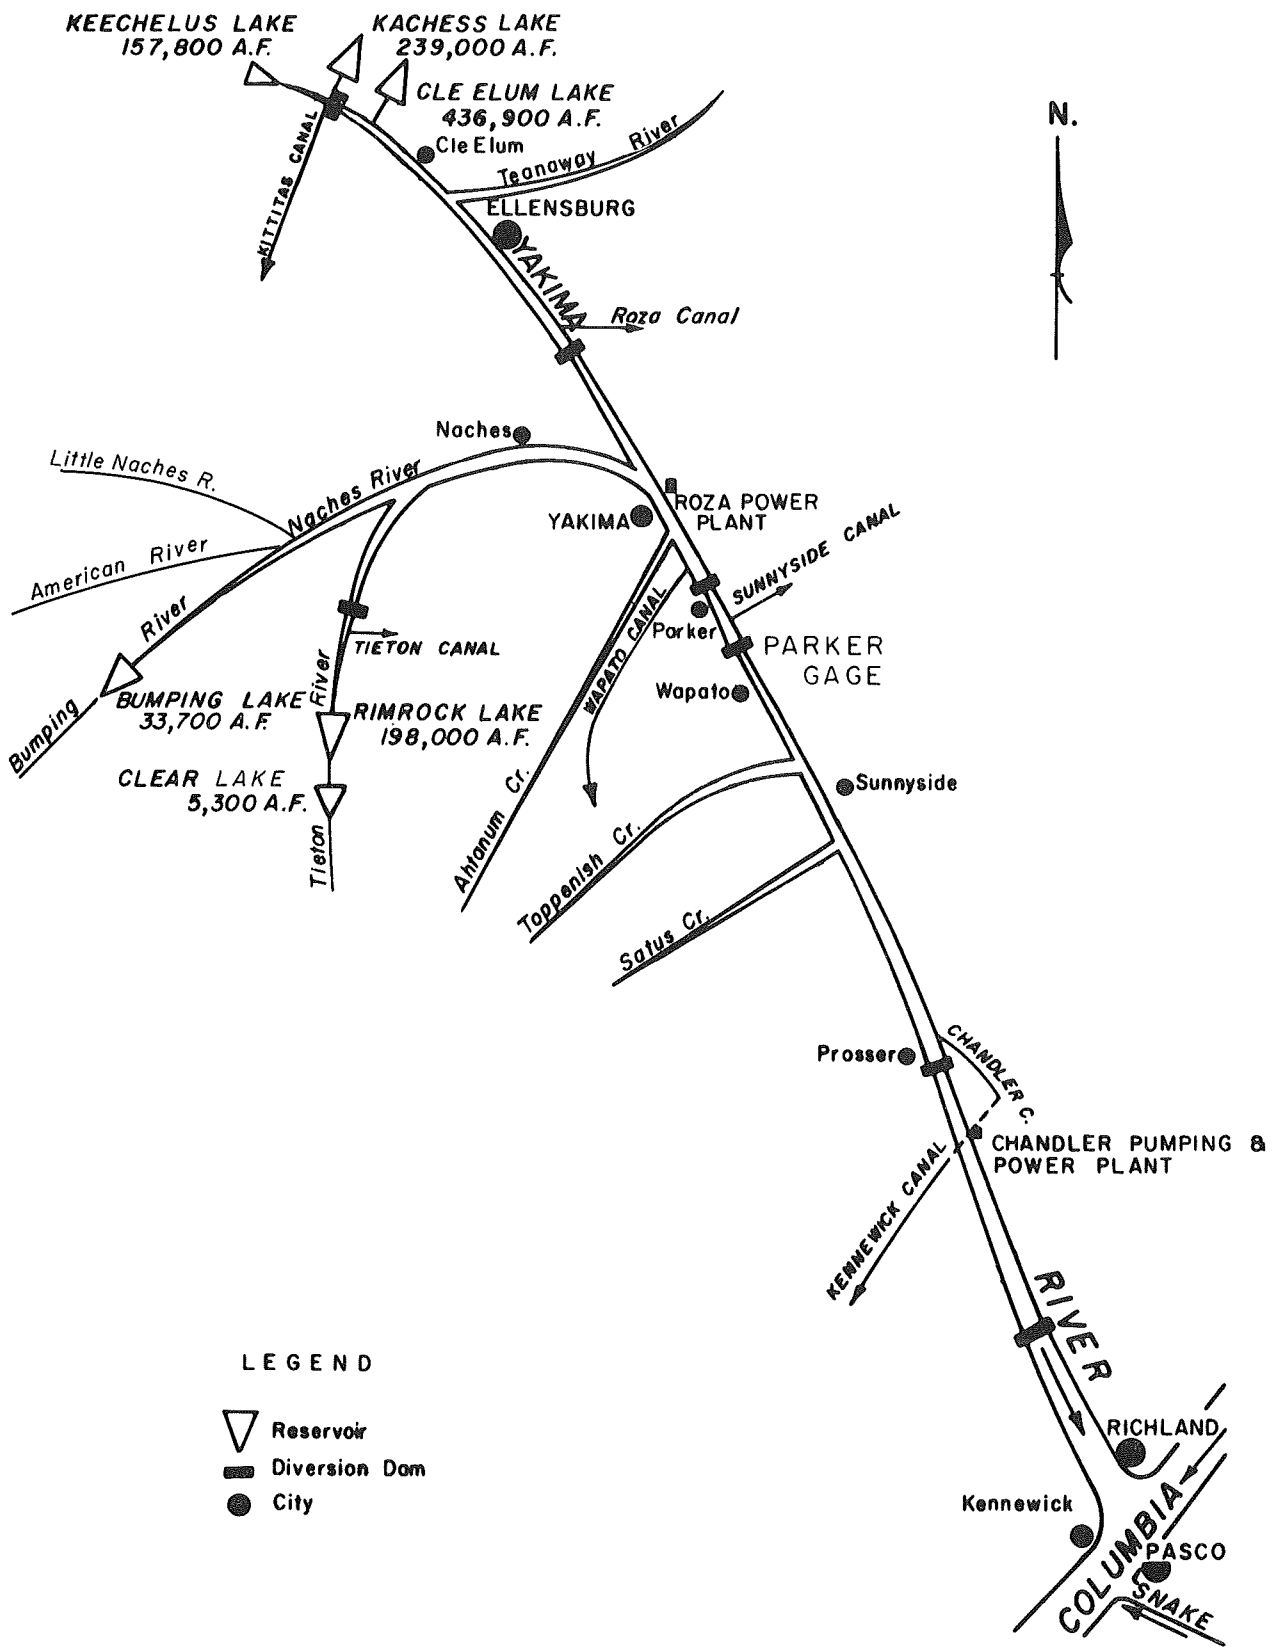 KEECHELUS LAKE
157,800 A.F.
KACHESS LAKE
239,000 A.F.
CLE ELUM LAKE
436,900 A.F.
Cle Elum
Teanaway River
KITTITAS CANAL
ELLENSBURG
YAKIMA
Roza Canal
N.
Naches
Little Naches R.
Naches River
American River
YAKIMA
ROZA POWER
PLANT
SUNNYSIDE CANAL
Parker
WAPATO CANAL
PARKER
GAGE
Wapato
River
TIETON CANAL
River
Bumping
BUMPING LAKE
33,700 A.F.
RIMROCK LAKE
198,000 A.F.
CLEAR LAKE
5,300 A.F.
Tieton
Ahtanum Cr.
Toppenish Cr.
Satus Cr.
Sunnyside
Prosser
CHANDLER C.
CHANDLER PUMPING &
POWER PLANT
KENNEWICK CANAL
RIVER
LEGEND
Reservoir
Diversion Dam
City
RICHLAND
Kennewick
COLUMBIA
PASCO
SNAKE